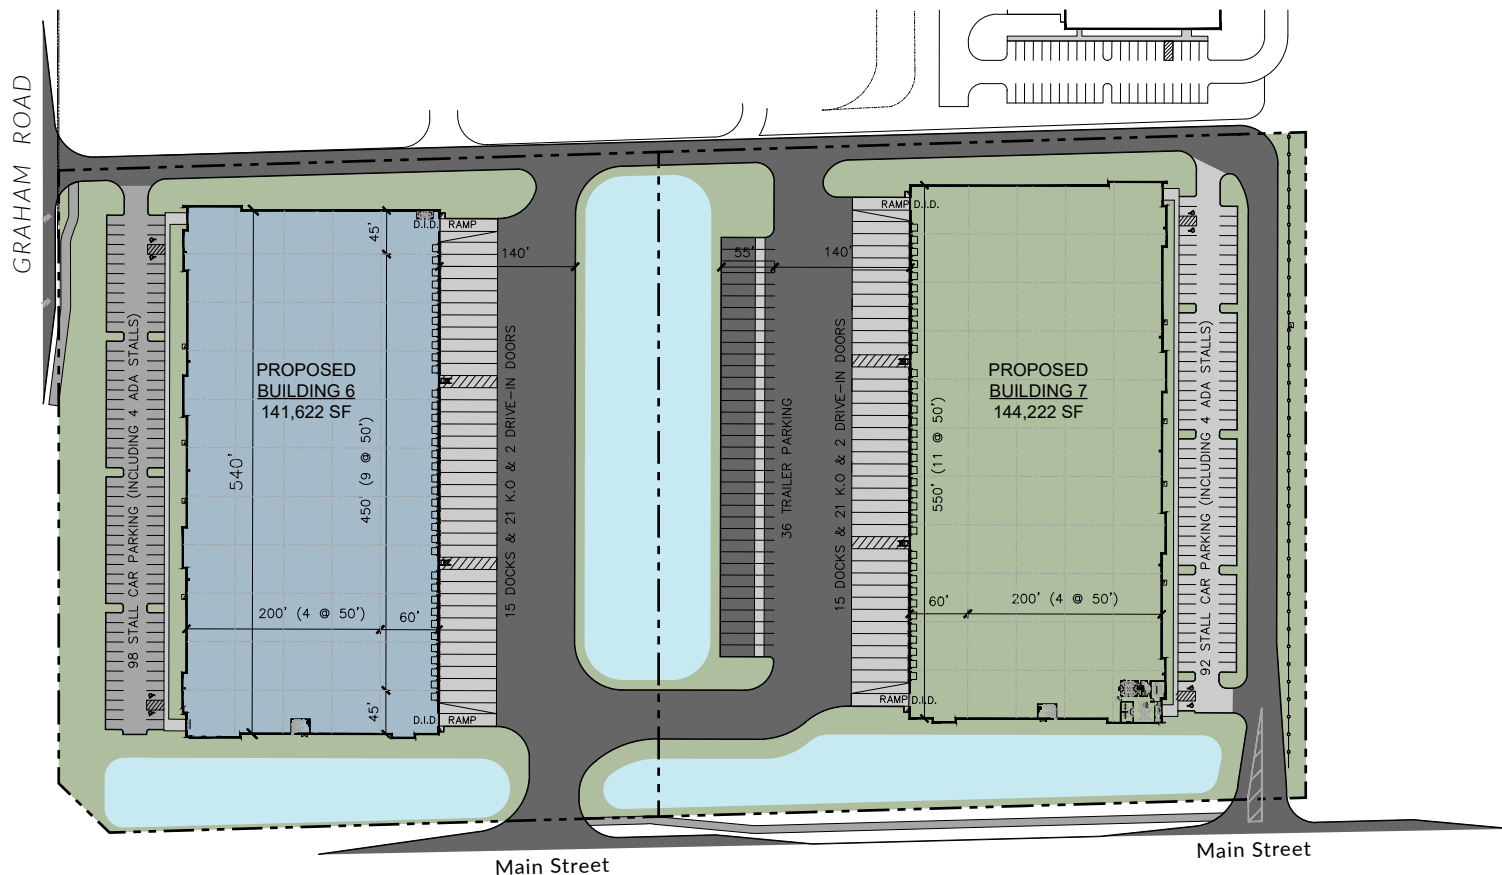 GRAHAM ROAD
PROPOSED
BUILDING 6
141,622 SF
540'
450' (9 @ 50')
45'
45'
200' (4 @ 50')
60'
98 STALL CAR PARKING (INCLUDING 4 ADA STALLS)
D.I.D.
RAMP
D.I.D.
RAMP
140'
15 DOCKS & 21 K.O & 2 DRIVE-IN DOORS
55'
36 TRAILER PARKING
140'
15 DOCKS & 21 K.O & 2 DRIVE-IN DOORS
RAMP
D.I.D.
RAMP
D.I.D.
PROPOSED
BUILDING 7
144,222 SF
550' (11 @ 50')
60'
200' (4 @ 50')
92 STALL CAR PARKING (INCLUDING 4 ADA STALLS)
Main Street
Main Street